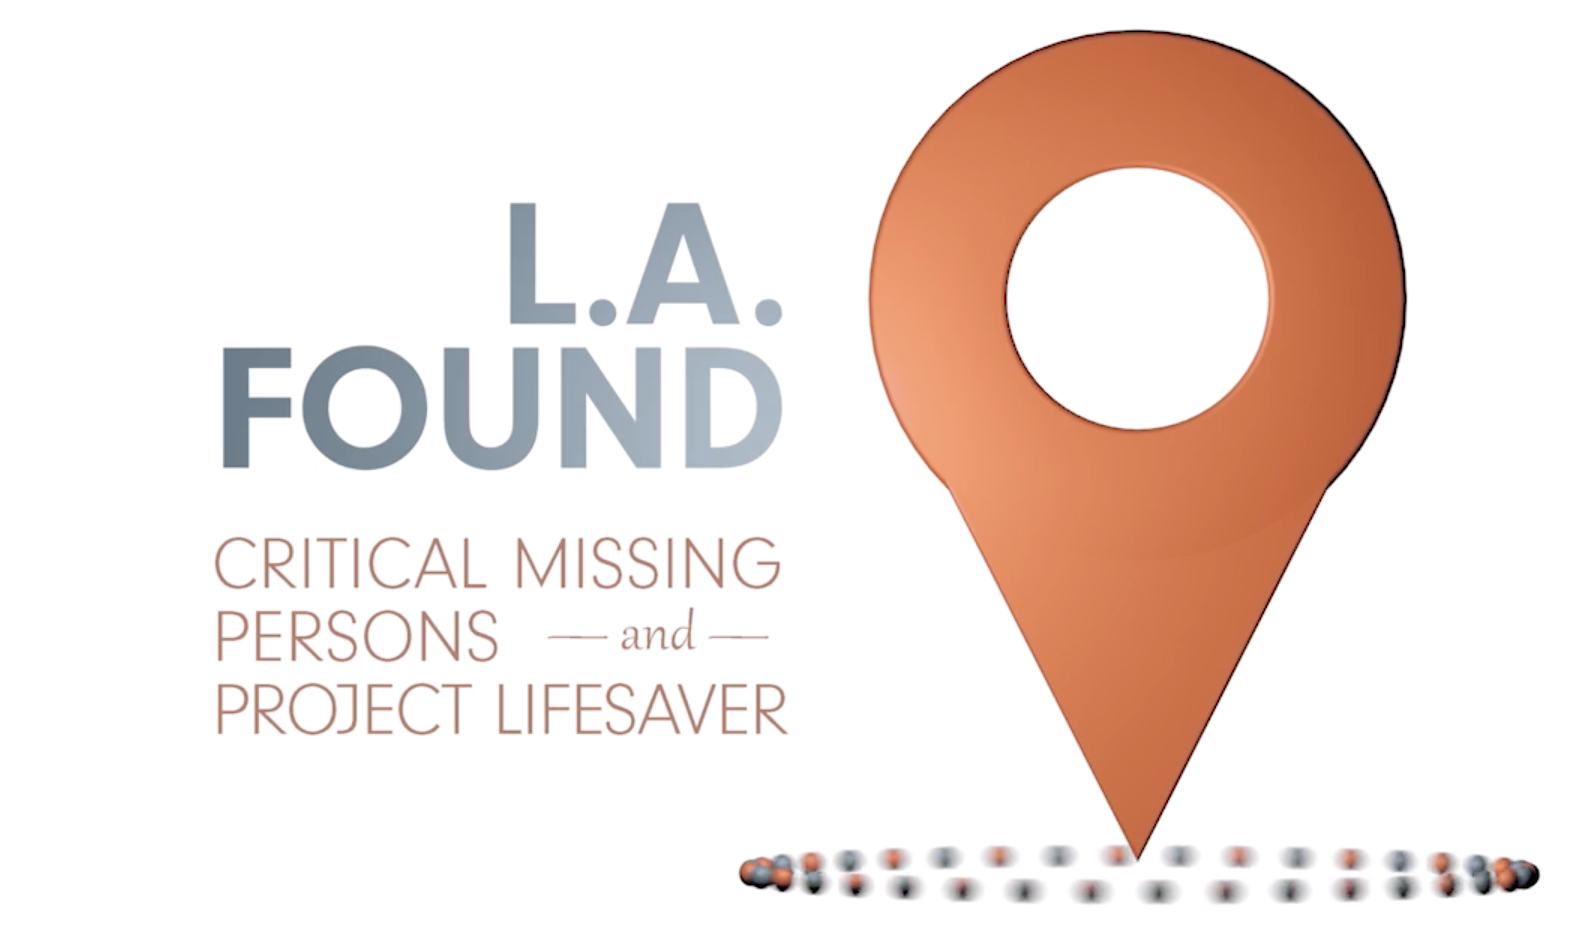 L.A.
FOUND
CRITICAL MISSING
PERSONS — and —
PROJECT LIFESAVER